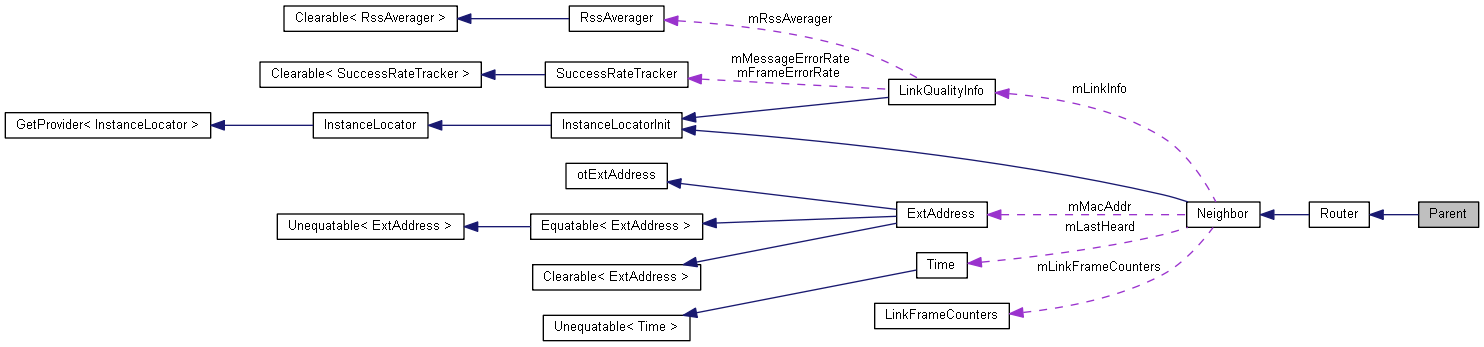 Clearable< RssAverager >
RssAverager
mRssAverager
mMessageErrorRate
mFrameErrorRate
Clearable< SuccessRateTracker >
SuccessRateTracker
LinkQualityInfo
mLinkInfo
GetProvider< InstanceLocator >
InstanceLocator
InstanceLocatorInit
otExtAddress
Unequatable< ExtAddress >
Equatable< ExtAddress >
ExtAddress
mMacAddr
mLastHeard
Neighbor
Router
Parent
Clearable< ExtAddress >
Time
mLinkFrameCounters
Unequatable< Time >
LinkFrameCounters